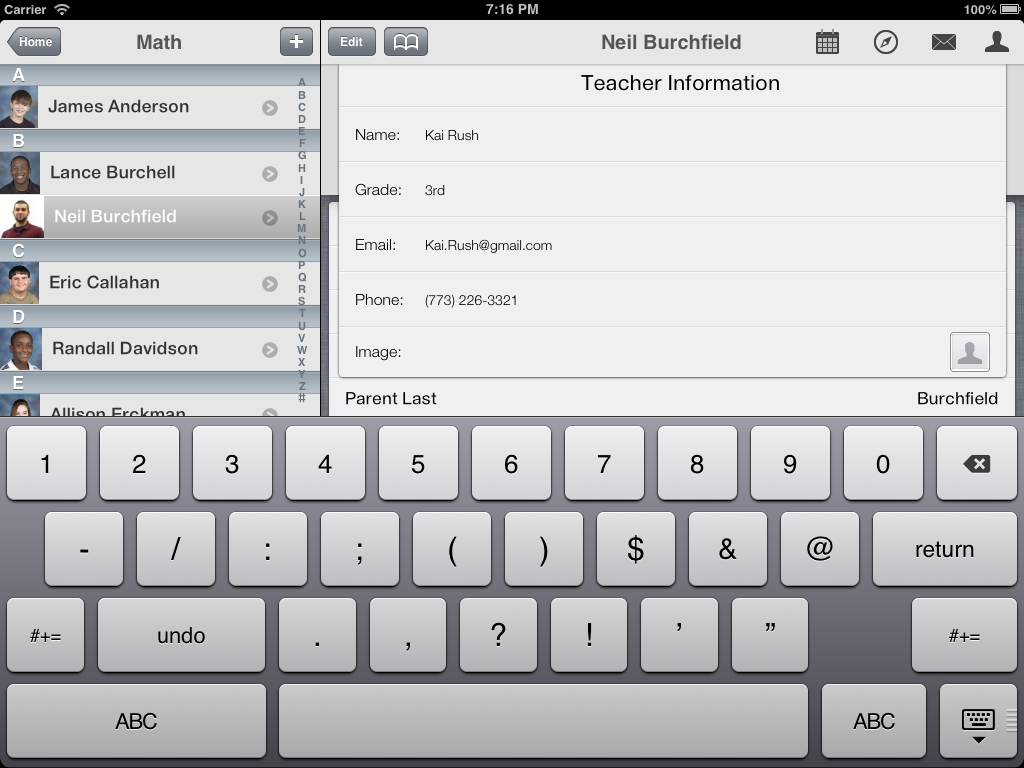 Carrier 7:16 PM 100%
Home Math + Edit Neil Burchfield
A
James Anderson
B
Lance Burchell
Neil Burchfield
C
Eric Callahan
D
Randall Davidson
E
Allison Erckman
A
B
C
D
E
F
G
H
I
J
K
L
M
N
O
P
Q
R
S
T
U
V
W
X
Y
Z
#
Teacher Information
Name: Kai Rush
Grade: 3rd
Email: Kai.Rush@gmail.com
Phone: (773) 226-3321
Image:
Parent Last Burchfield
1 2 3 4 5 6 7 8 9 0
- / : ; ( ) $ & @ return
#+= undo . , ? ! ’ ” #+=
ABC ABC